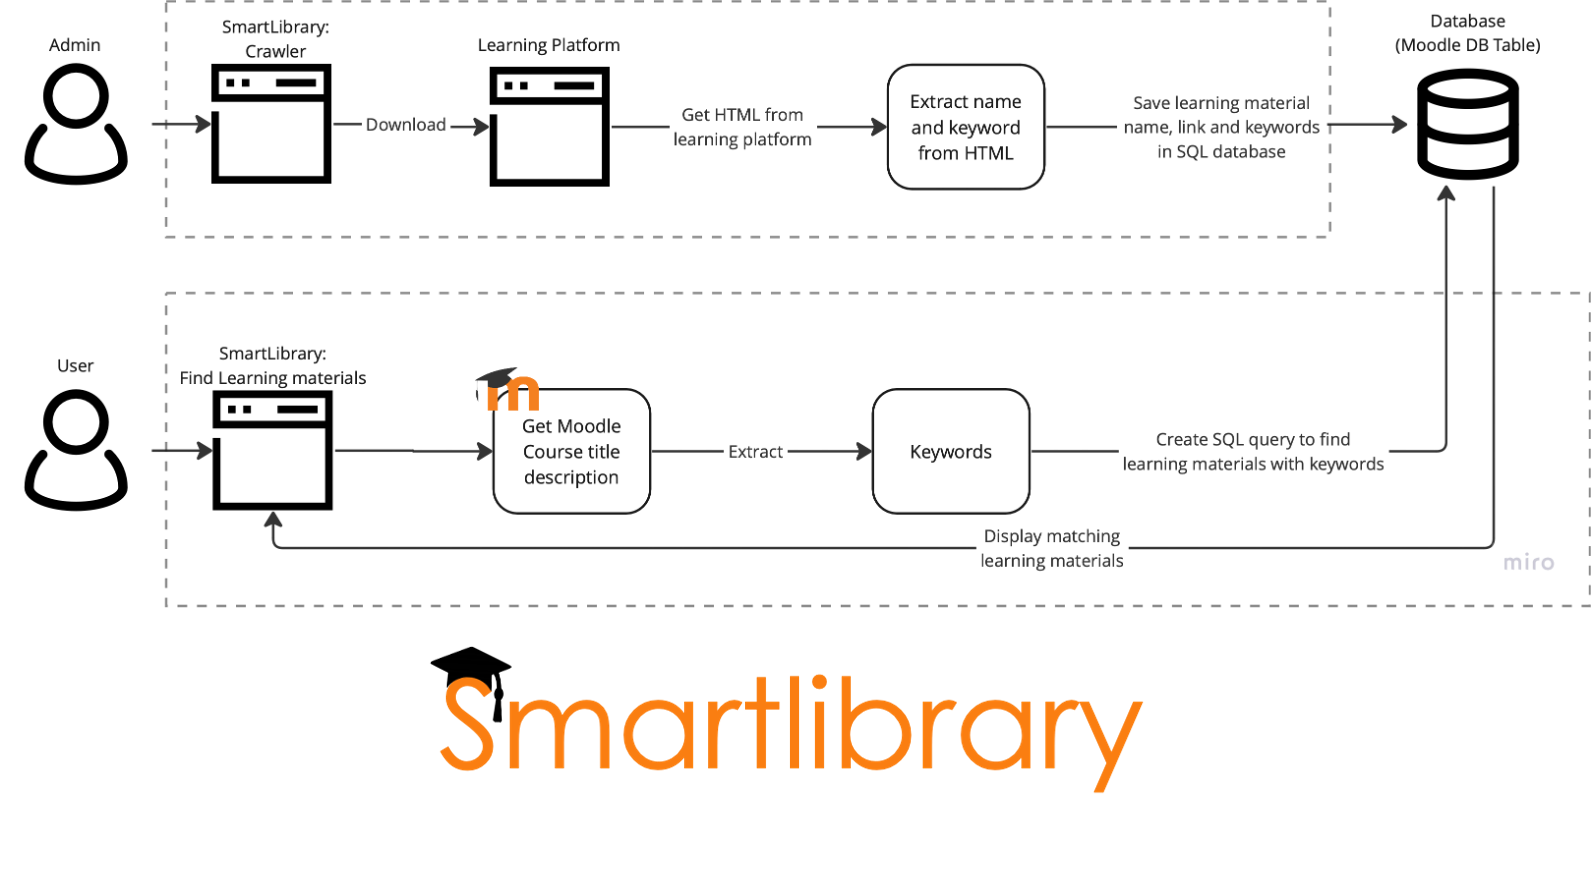 Admin
SmartLibrary:
Crawler
Download
Learning Platform
Get HTML from
learning platform
Extract name
and keyword
from HTML
Save learning material
name, link and keywords
in SQL database
Database
(Moodle DB Table)
User
SmartLibrary:
Find Learning materials
m
Get Moodle
Course title
description
Extract
Keywords
Create SQL query to find
learning materials with keywords
Display matching
learning materials
miro
Smartlibrary